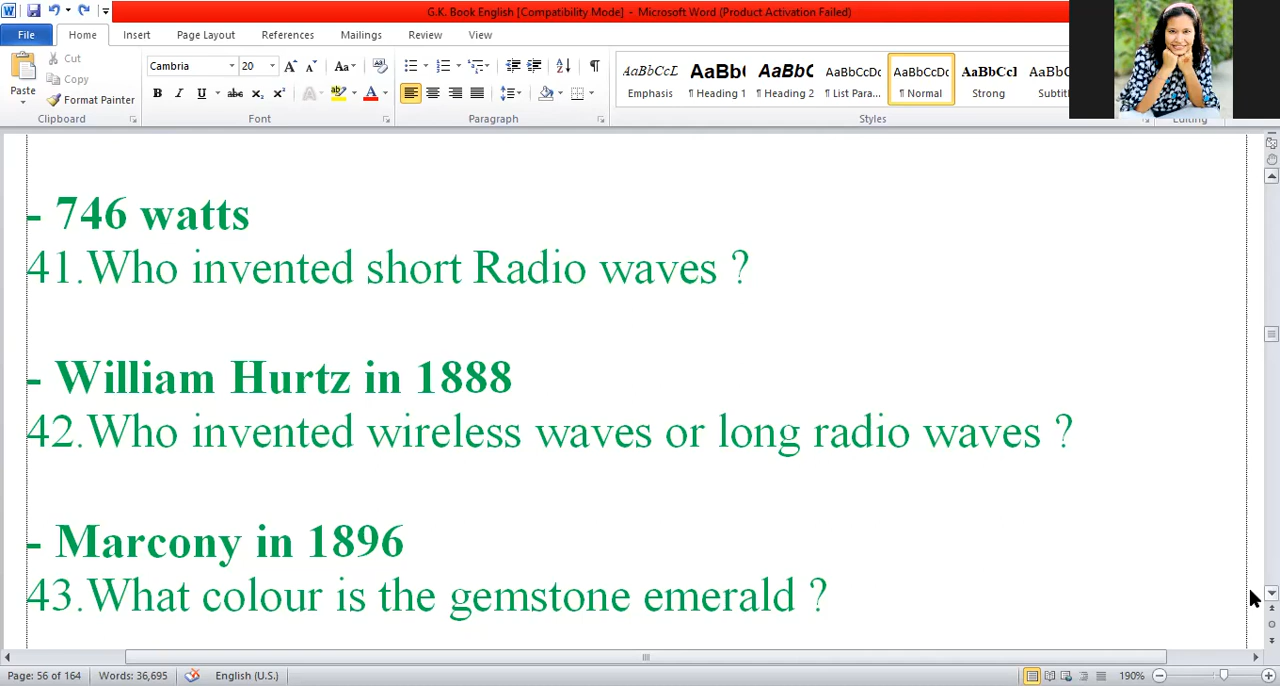 G.K. Book English [Compatibility Mode] - Microsoft Word (Product Activation Failed)
File Home Insert Page Layout References Mailings Review View
Paste
Cut
Copy
Format Painter
Clipboard
Cambria 20
Font
Paragraph
AaBbCcL AaBb( AaBbC AaBbCcDc AaBbCcDc AaBbCcl AaBb(
Emphasis ¶ Heading 1 ¶ Heading 2 ¶ List Para... ¶ Normal Strong Subtit
Styles
Editing
- 746 watts
41.Who invented short Radio waves ?
- William Hurtz in 1888
42.Who invented wireless waves or long radio waves ?
- Marcony in 1896
43.What colour is the gemstone emerald ?
Page: 56 of 164 Words: 36,695 English (U.S.) 190%